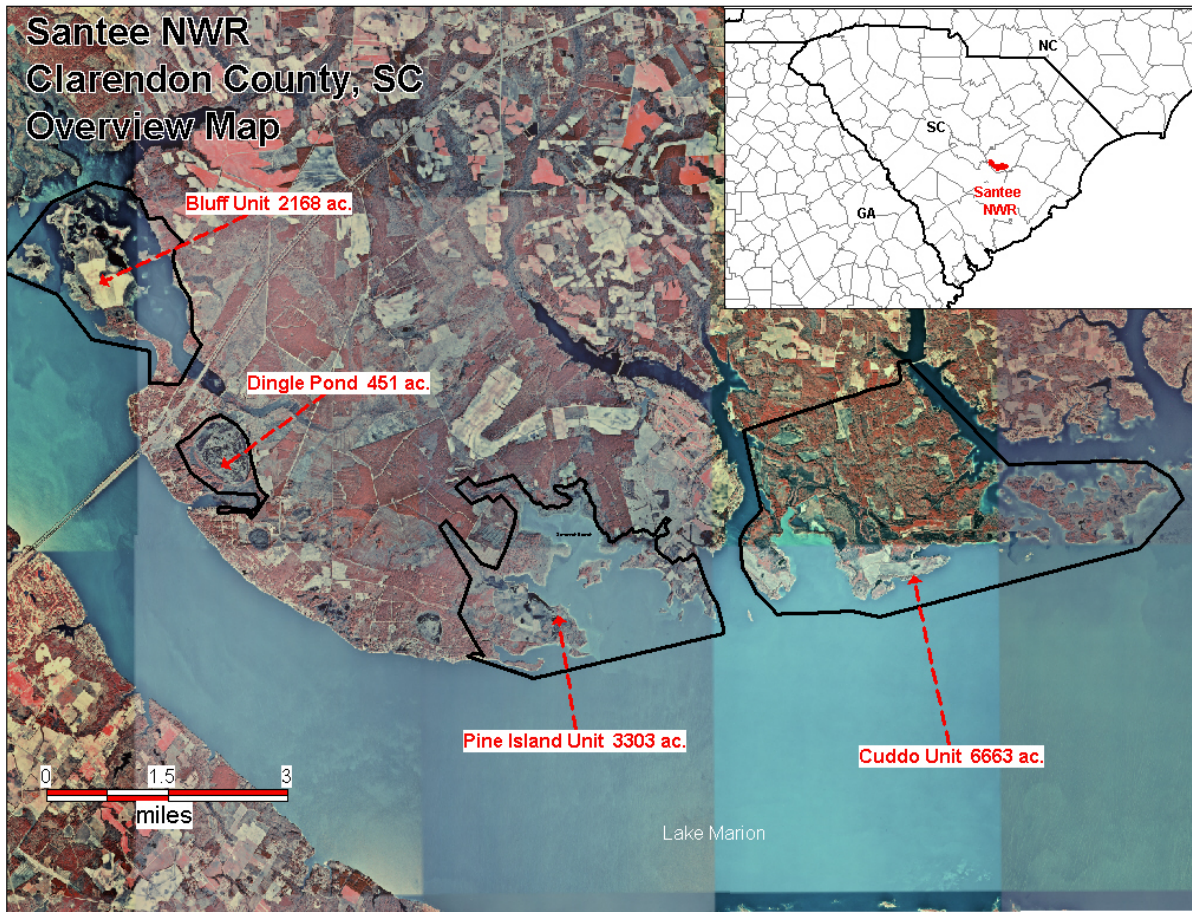 Santee NWR
Clarendon County, SC
Overview Map
NC
SC
Santee
NWR
GA
Bluff Unit 2168 ac.
Dingle Pond 451 ac.
Pine Island Unit 3303 ac.
Cuddo Unit 6663 ac.
0 1.5 3
miles
Lake Marion